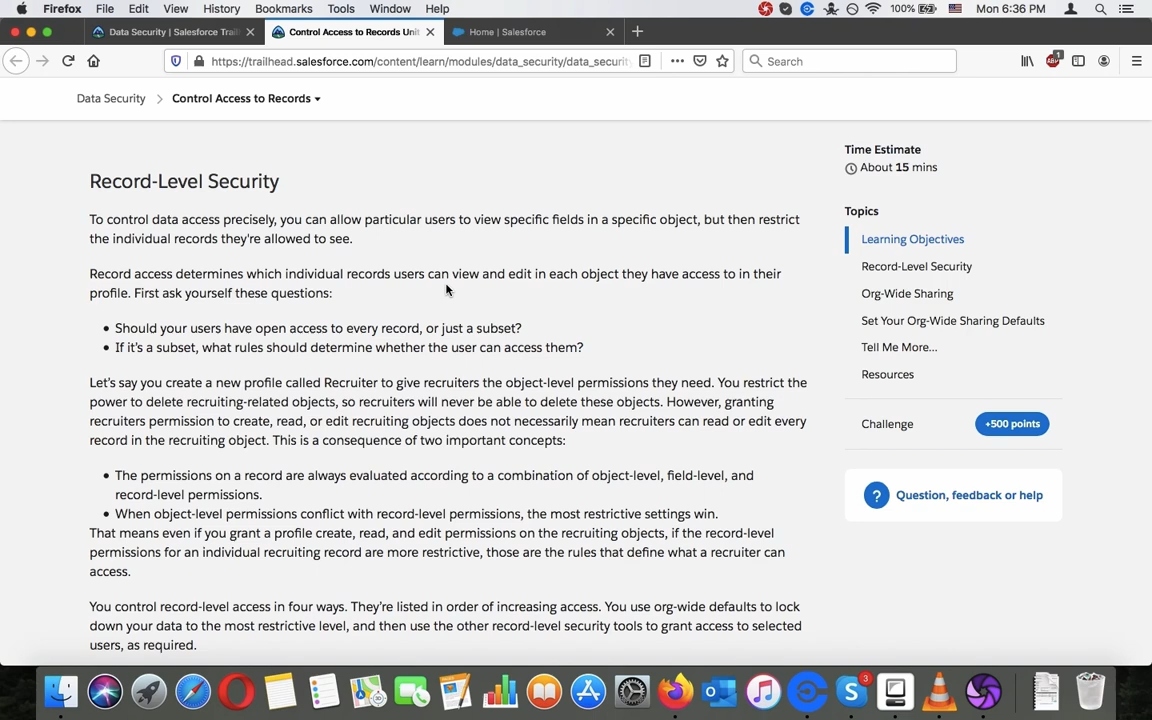 Firefox File Edit View History Bookmarks Tools Window Help 100% Mon 6:36 PM
Data Security | Salesforce Trail
Control Access to Records Unit
Home | Salesforce
https://trailhead.salesforce.com/content/learn/modules/data_security/data_securit
Search
Data Security > Control Access to Records
Record-Level Security
To control data access precisely, you can allow particular users to view specific fields in a specific object, but then restrict
the individual records they're allowed to see.
Record access determines which individual records users can view and edit in each object they have access to in their
profile. First ask yourself these questions:
• Should your users have open access to every record, or just a subset?
• If it's a subset, what rules should determine whether the user can access them?
Let's say you create a new profile called Recruiter to give recruiters the object-level permissions they need. You restrict the
power to delete recruiting-related objects, so recruiters will never be able to delete these objects. However, granting
recruiters permission to create, read, or edit recruiting objects does not necessarily mean recruiters can read or edit every
record in the recruiting object. This is a consequence of two important concepts:
• The permissions on a record are always evaluated according to a combination of object-level, field-level, and
record-level permissions.
• When object-level permissions conflict with record-level permissions, the most restrictive settings win.
That means even if you grant a profile create, read, and edit permissions on the recruiting objects, if the record-level
permissions for an individual recruiting record are more restrictive, those are the rules that define what a recruiter can
access.
You control record-level access in four ways. They're listed in order of increasing access. You use org-wide defaults to lock
down your data to the most restrictive level, and then use the other record-level security tools to grant access to selected
users, as required.
Time Estimate
About 15 mins
Topics
Learning Objectives
Record-Level Security
Org-Wide Sharing
Set Your Org-Wide Sharing Defaults
Tell Me More...
Resources
Challenge
+500 points
? Question, feedback or help
3